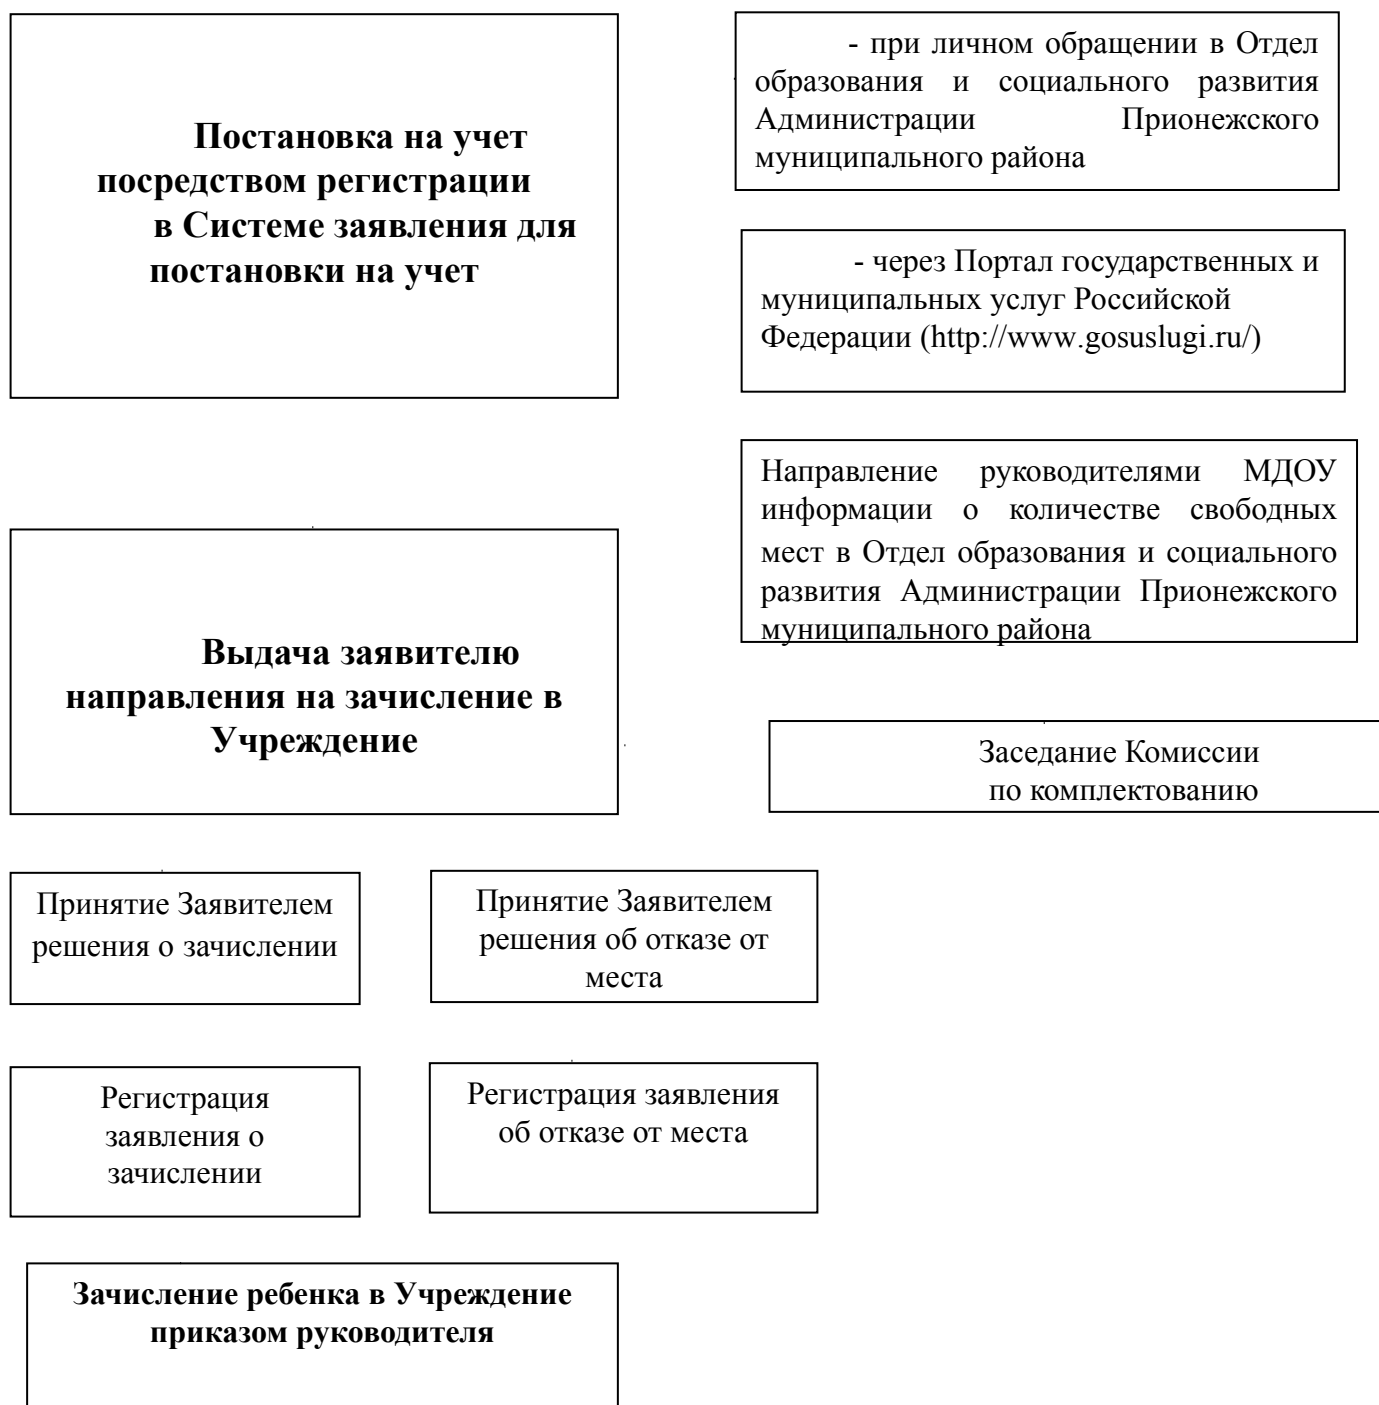 Постановка на учет
посредством регистрации
в Системе заявления для
постановки на учет
- при личном обращении в Отдел
образования и социального развития
Администрации Прионежского
муниципального района
- через Портал государственных и
муниципальных услуг Российской
Федерации (http://www.gosuslugi.ru/)
Направление руководителями МДОУ
информации о количестве свободных
мест в Отдел образования и социального
развития Администрации Прионежского
муниципального района
Выдача заявителю
направления на зачисление в
Учреждение
Заседание Комиссии
по комплектованию
Принятие Заявителем
решения о зачислении
Принятие Заявителем
решения об отказе от
места
Регистрация
заявления о
зачислении
Регистрация заявления
об отказе от места
Зачисление ребенка в Учреждение
приказом руководителя